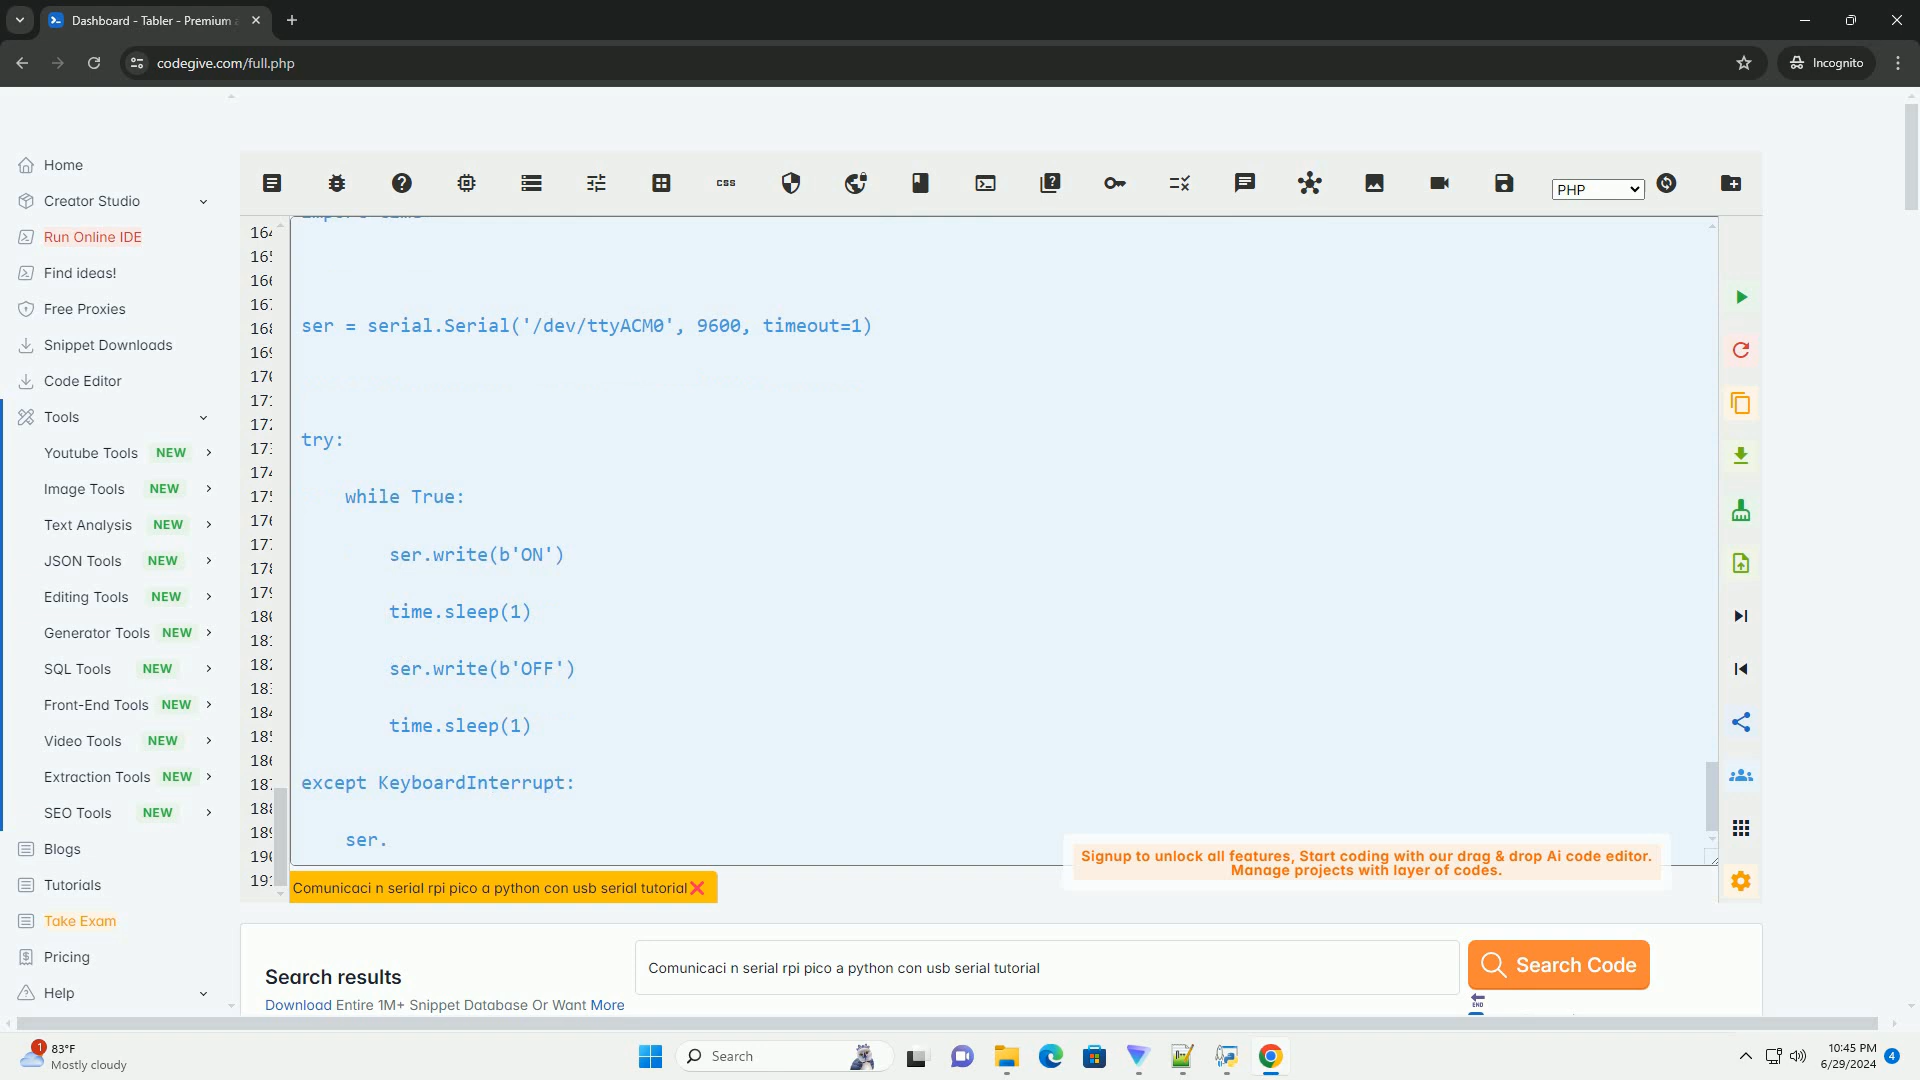 Dashboard - Tabler - Premium
codegive.com/full.php
Incognito
Home
Creator Studio
Run Online IDE
Find ideas!
Free Proxies
Snippet Downloads
Code Editor
Tools
Youtube Tools NEW
Image Tools NEW
Text Analysis NEW
JSON Tools NEW
Editing Tools NEW
Generator Tools NEW
SQL Tools NEW
Front-End Tools NEW
Video Tools NEW
Extraction Tools NEW
SEO Tools NEW
Blogs
Tutorials
Take Exam
Pricing
Help
css
PHP
import time
ser = serial.Serial('/dev/ttyACM0', 9600, timeout=1)
try:
while True:
ser.write(b'ON')
time.sleep(1)
ser.write(b'OFF')
time.sleep(1)
except KeyboardInterrupt:
ser.
Signup to unlock all features, Start coding with our drag & drop Ai code editor.
Manage projects with layer of codes.
Comunicaci n serial rpi pico a python con usb serial tutorial
Search results
Download Entire 1M+ Snippet Database Or Want More
Comunicaci n serial rpi pico a python con usb serial tutorial
Search Code
END
1
83°F
Mostly cloudy
Search
10:45 PM
6/29/2024
4